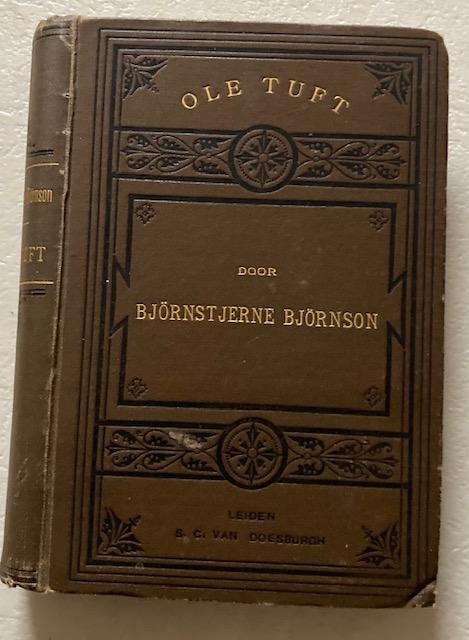 OLE TUFT
DOOR
BJÖRNSTJERNE BJÖRNSON
LEIDEN
S. C. VAN DOESBURGH